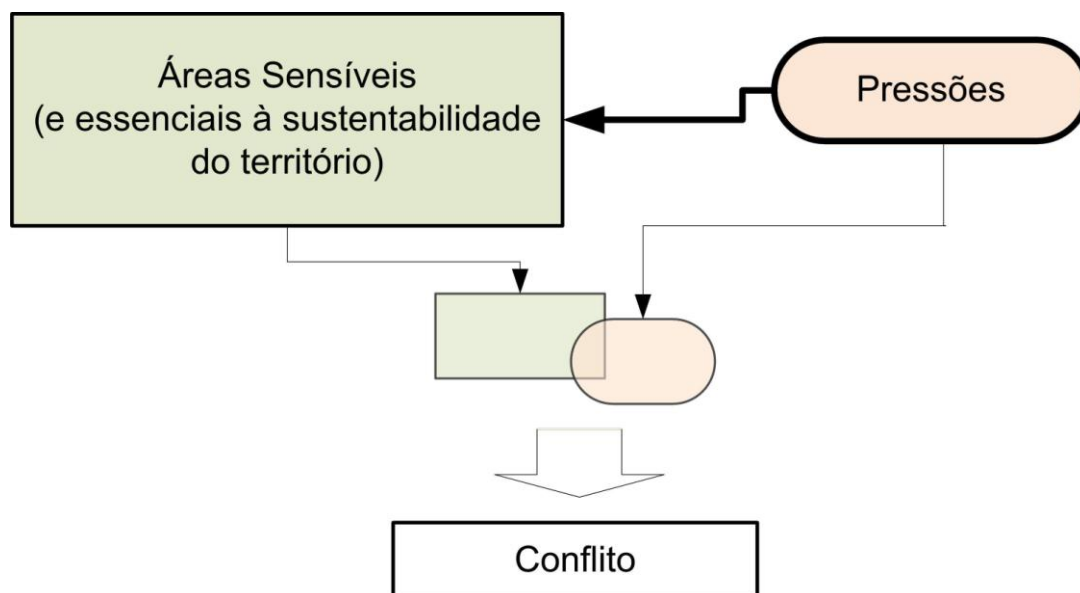 Áreas Sensíveis
(e essenciais à sustentabilidade
do território)
Pressões
Conflito